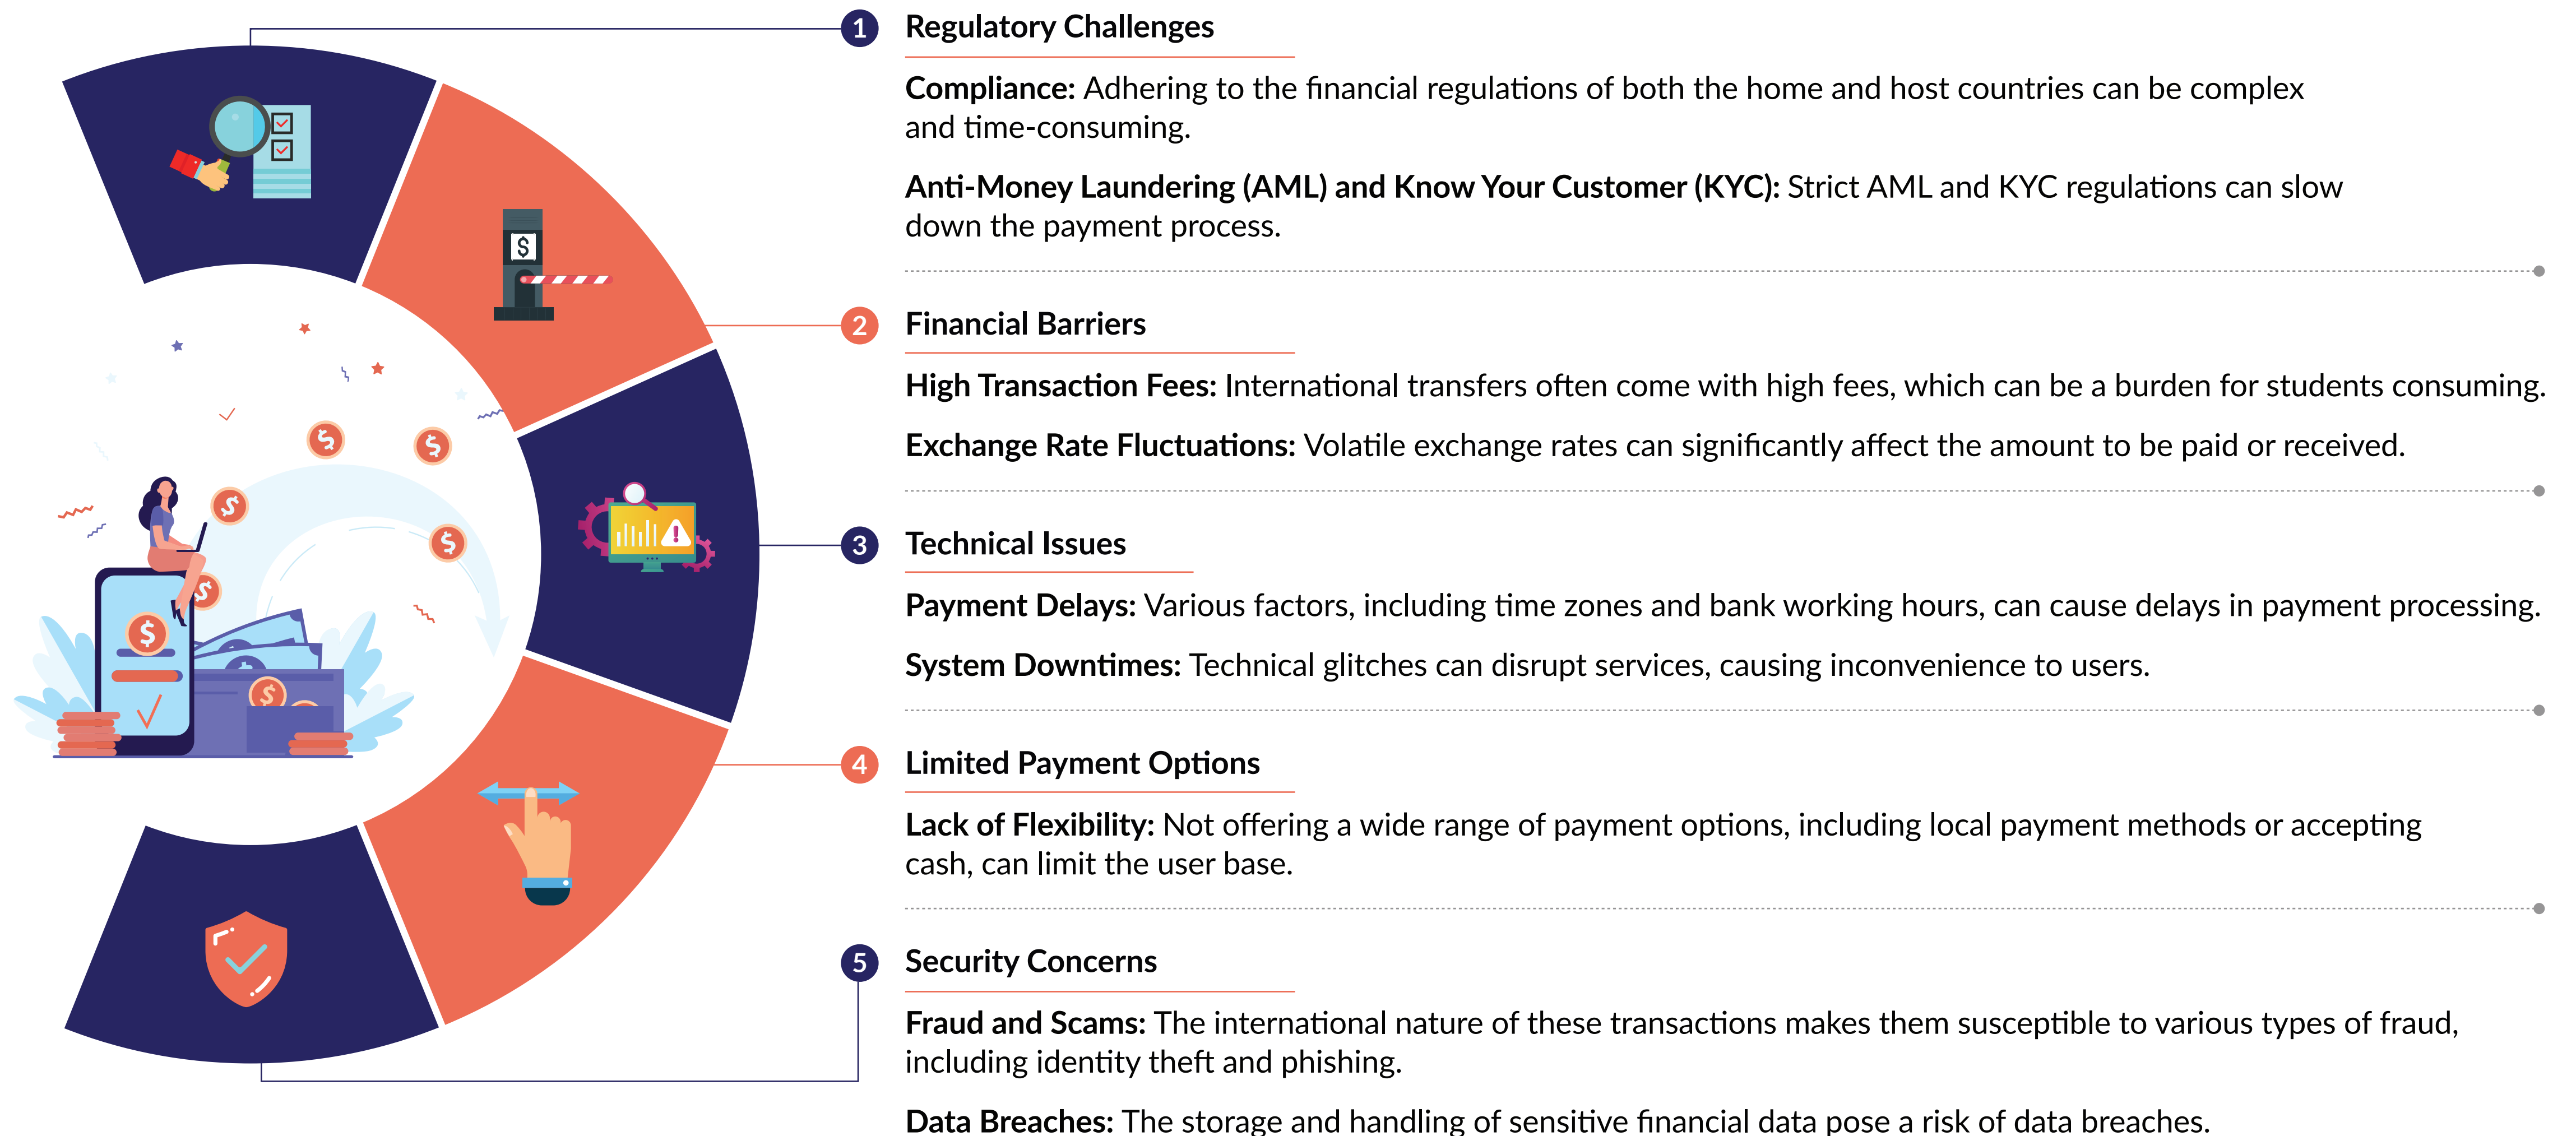 1 Regulatory Challenges
Compliance: Adhering to the financial regulations of both the home and host countries can be complex
and time-consuming.
Anti-Money Laundering (AML) and Know Your Customer (KYC): Strict AML and KYC regulations can slow
down the payment process.
2 Financial Barriers
High Transaction Fees: International transfers often come with high fees, which can be a burden for students consuming.
Exchange Rate Fluctuations: Volatile exchange rates can significantly affect the amount to be paid or received.
3 Technical Issues
Payment Delays: Various factors, including time zones and bank working hours, can cause delays in payment processing.
System Downtimes: Technical glitches can disrupt services, causing inconvenience to users.
4 Limited Payment Options
Lack of Flexibility: Not offering a wide range of payment options, including local payment methods or accepting
cash, can limit the user base.
5 Security Concerns
Fraud and Scams: The international nature of these transactions makes them susceptible to various types of fraud,
including identity theft and phishing.
Data Breaches: The storage and handling of sensitive financial data pose a risk of data breaches.